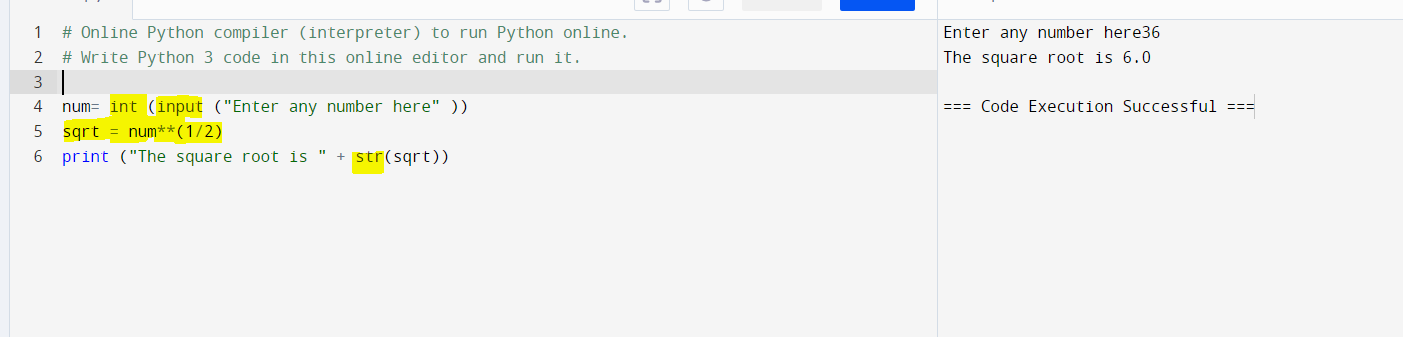 1 # Online Python compiler (interpreter) to run Python online.
2 # Write Python 3 code in this online editor and run it.
3
4 num= int (input ("Enter any number here" ))
5 sqrt = num**(1/2)
6 print ("The square root is " + str(sqrt))
Enter any number here36
The square root is 6.0
=== Code Execution Successful ===